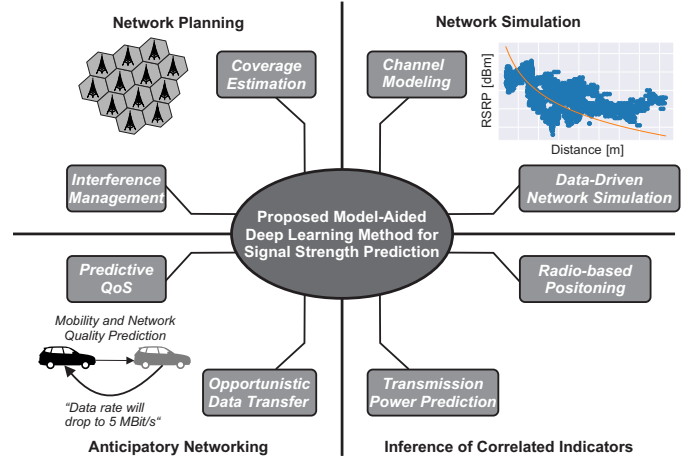 Network Planning
Network Simulation
Coverage
Estimation
Channel
Modeling
RSRP [dBm]
Distance [m]
Interference
Management
Data-Driven
Network Simulation
Proposed Model-Aided
Deep Learning Method for
Signal Strength Prediction
Predictive
QoS
Radio-based
Positoning
Mobility and Network
Quality Prediction
Opportunistic
Data Transfer
Transmission
Power Prediction
"Data rate will
drop to 5 MBit/s"
Anticipatory Networking
Inference of Correlated Indicators